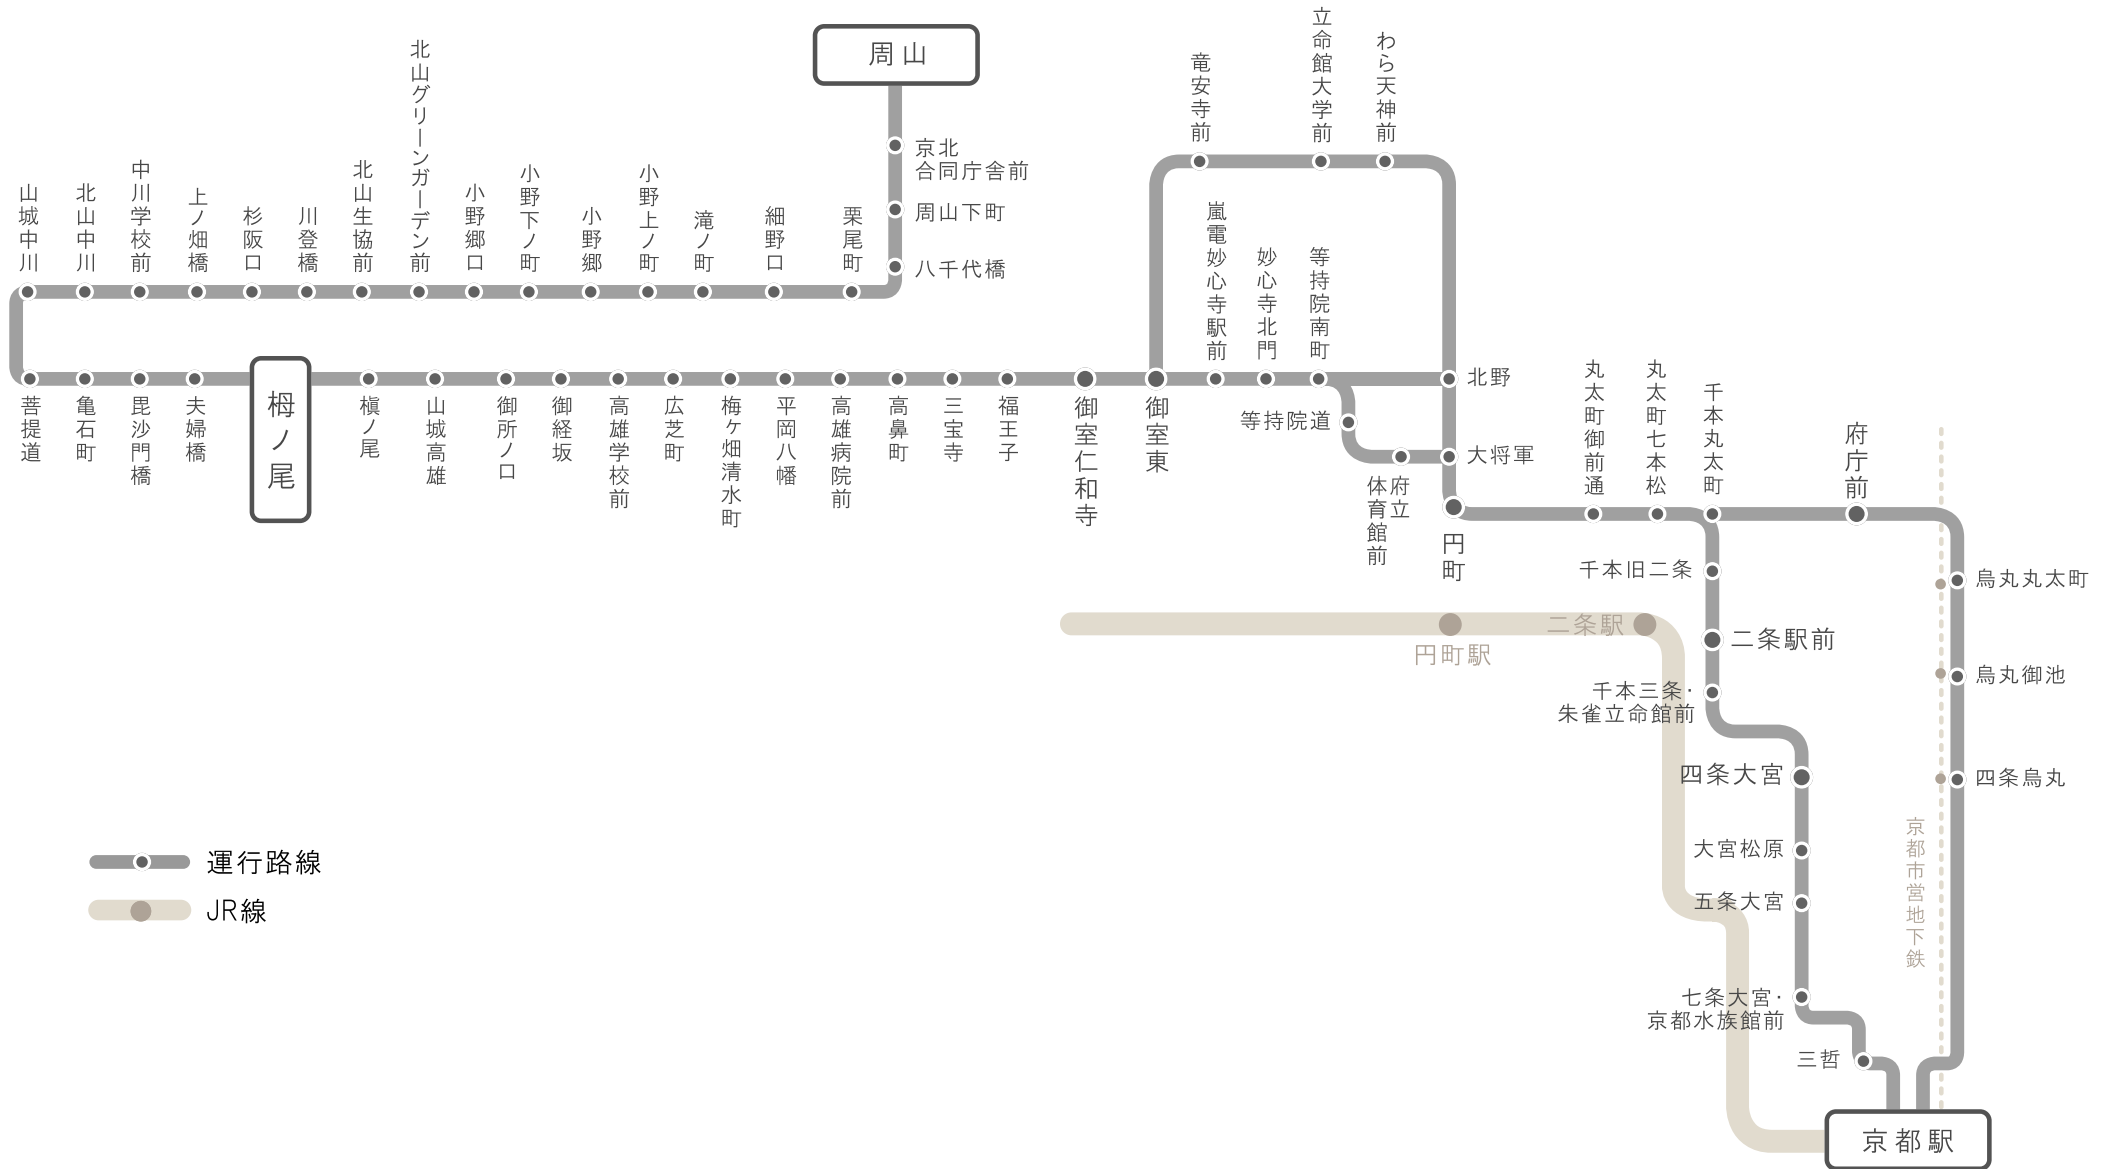 周山
京北
合同庁舎前
周山下町
八千代橋
栗尾町
細野口
滝ノ町
小野上ノ町
小野郷
小野下ノ町
小野郷口
北山グリーンガーデン前
北山生協前
川登橋
杉阪口
上ノ畑橋
中川学校前
北山中川
山城中川
菩提道
亀石町
毘沙門橋
夫婦橋
栂ノ尾
槇ノ尾
山城高雄
御所ノ口
御経坂
高雄学校前
広芝町
梅ヶ畑清水町
平岡八幡
高雄病院前
高鼻町
三宝寺
福王子
御室仁和寺
御室東
竜安寺前
立命館大学前
わら天神前
嵐電妙心寺駅前
妙心寺北門
等持院南町
北野
等持院道
府立
体育館前
大将軍
円町
丸太町御前通
丸太町七本松
千本丸太町
府庁前
烏丸丸太町
烏丸御池
四条烏丸
千本旧二条
二条駅前
千本三条・
朱雀立命館前
四条大宮
大宮松原
五条大宮
七条大宮・
京都水族館前
三哲
京都駅
二条駅
円町駅
京都市営地下鉄
運行路線
JR線